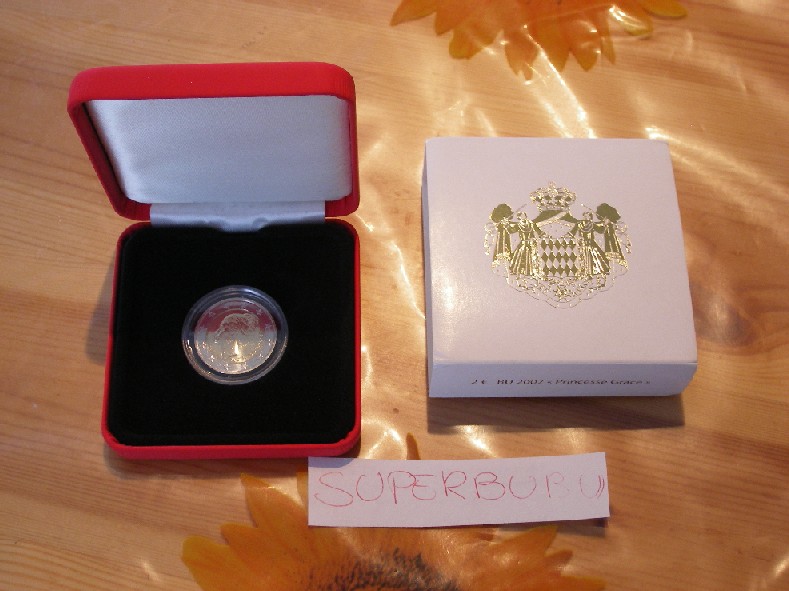 2 € BU 2007 « Princesse Grace »
SUPERBUBU